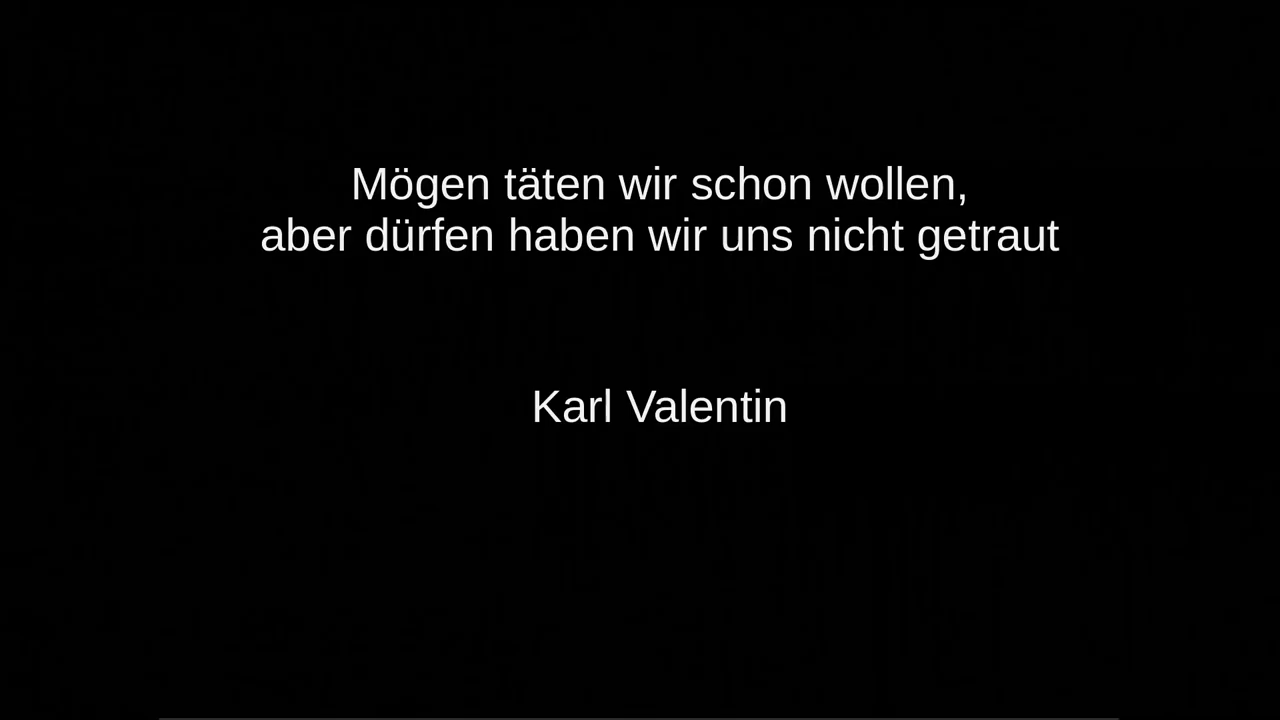 Mögen täten wir schon wollen,
aber dürfen haben wir uns nicht getraut
Karl Valentin